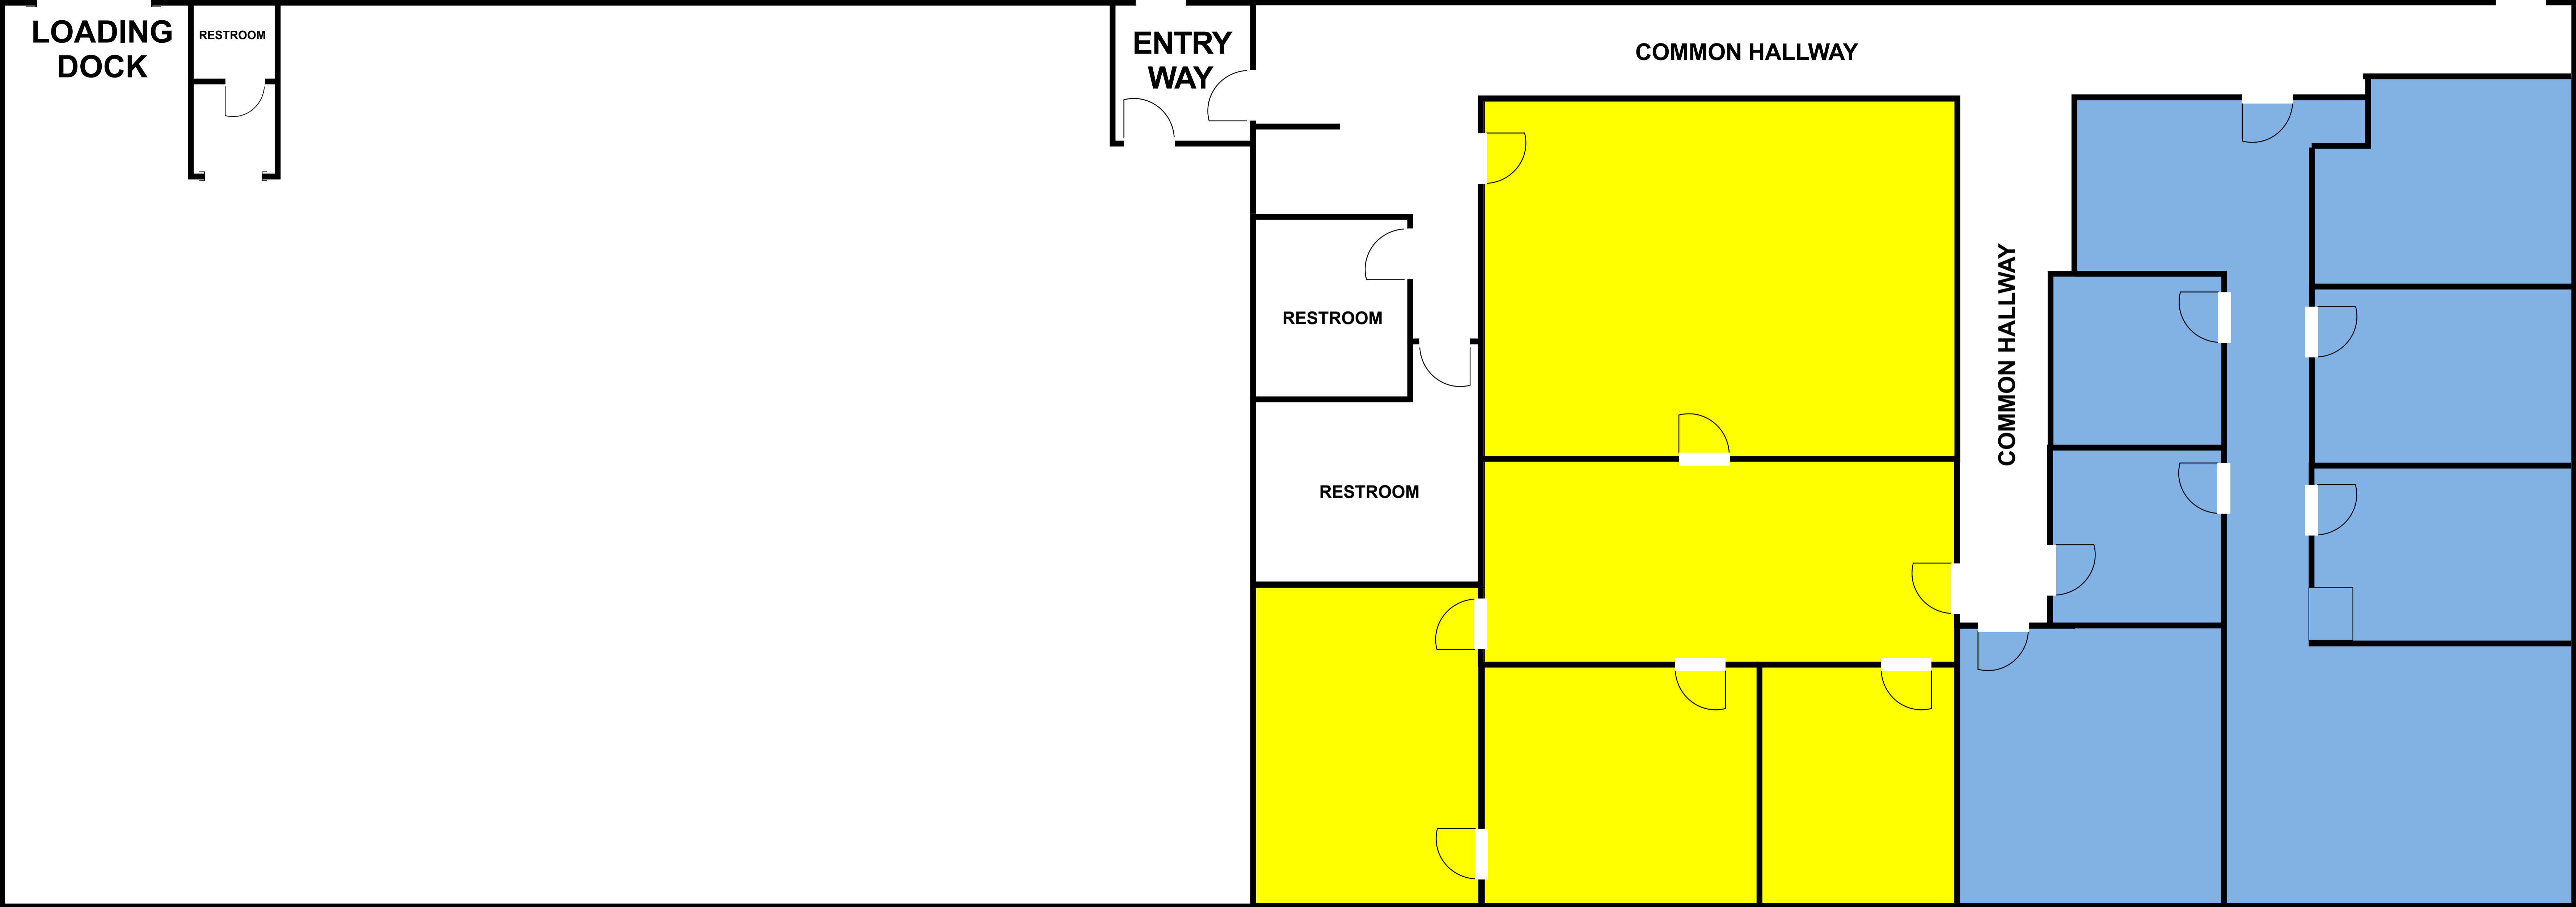 LOADING
DOCK
RESTROOM
ENTRY
WAY
COMMON HALLWAY
RESTROOM
COMMON HALLWAY
RESTROOM